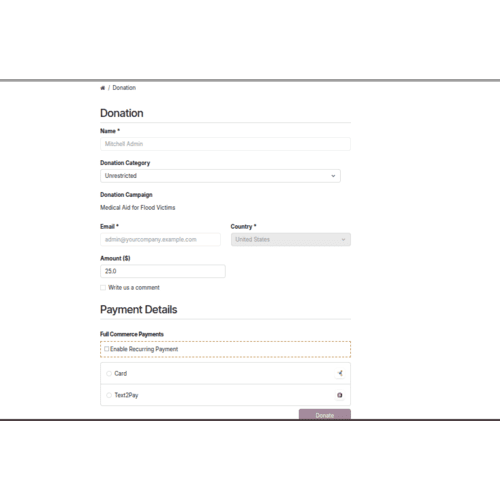 / Donation
Donation
Name *
Mitchell Admin
Donation Category
Unrestricted
Donation Campaign
Medical Aid for Flood Victims
Email * Country *
admin@yourcompany.example.com United States
Amount ($)
25.0
Write us a comment
Payment Details
Full Commerce Payments
Enable Recurring Payment
Card
Text2Pay
Donate